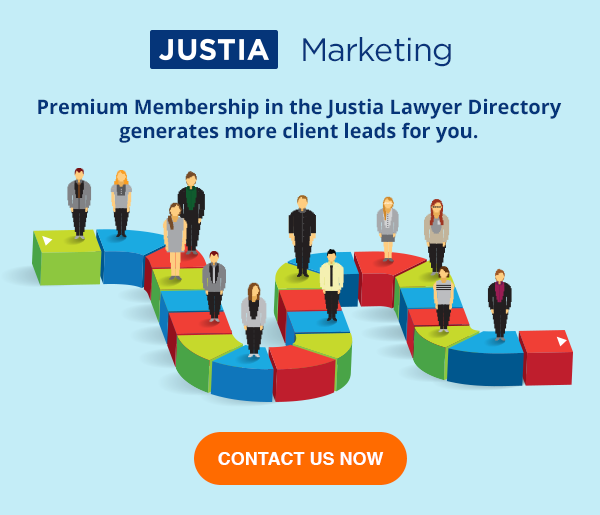 JUSTIA Marketing
Premium Membership in the Justia Lawyer Directory
generates more client leads for you.
CONTACT US NOW